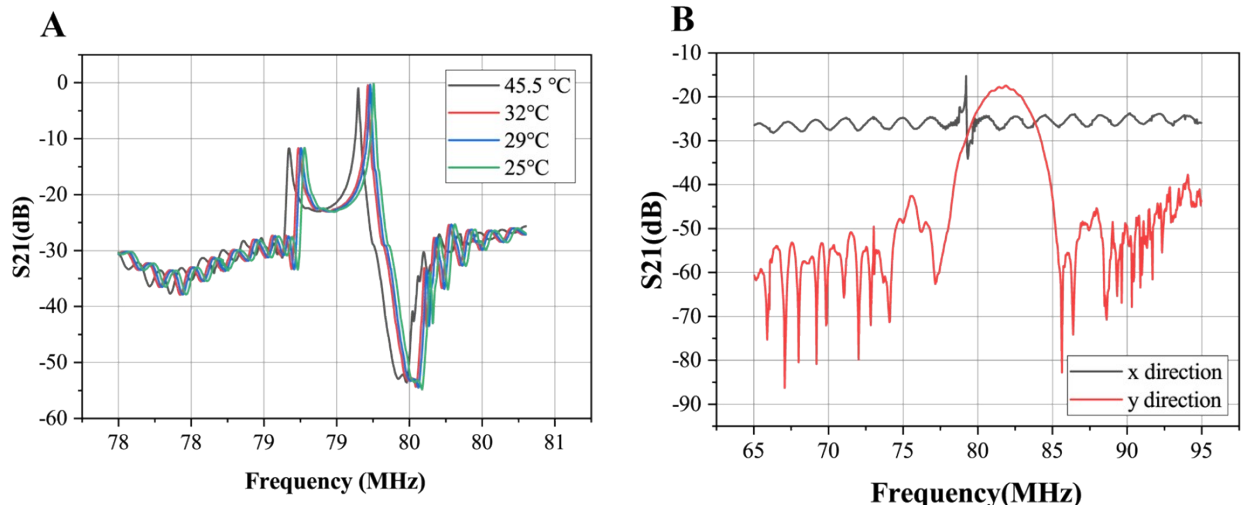 A
S21(dB)
0
-10
-20
-30
-40
-50
-60
45.5 °C
32°C
29°C
25°C
78 78 79 79 80 80 81
Frequency (MHz)
B
S21(dB)
-10
-20
-30
-40
-50
-60
-70
-80
-90
x direction
y direction
65 70 75 80 85 90 95
Frequency(MHz)